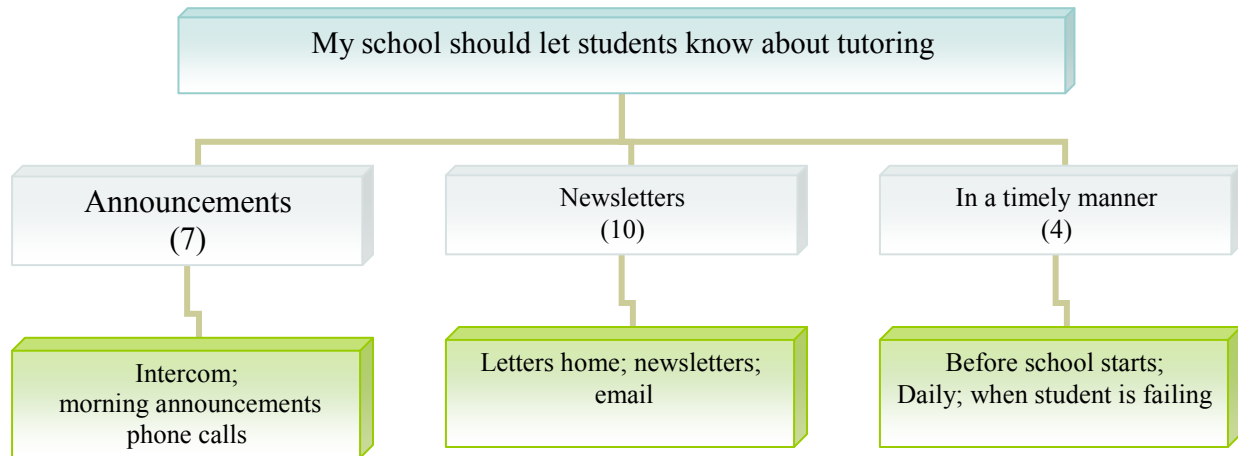 My school should let students know about tutoring
Announcements
(7)
Newsletters
(10)
In a timely manner
(4)
Intercom;
morning announcements
phone calls
Letters home; newsletters;
email
Before school starts;
Daily; when student is failing